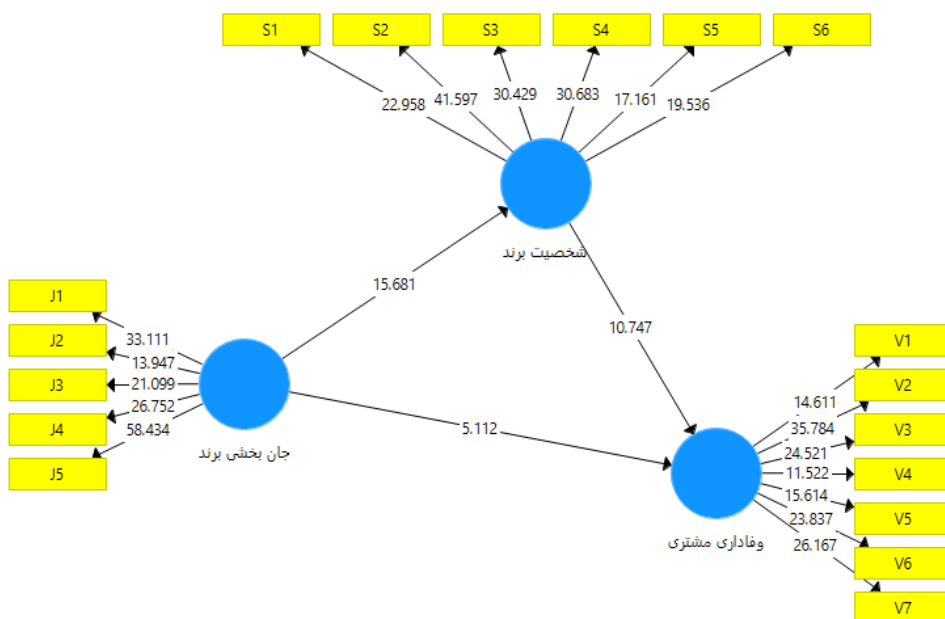 S1 S2 S3 S4 S5 S6
22.958 41.597 30.429 30.683 17.161 19.536
شخصیت برند
15.681
10.747
J1
J2
J3
J4
J5
33.111
13.947
21.099
26.752
58.434
جان بخشی برند
5.112
V1
V2
V3
V4
V5
V6
V7
14.611
35.784
24.521
11.522
15.614
23.837
26.167
وفاداری مشتری